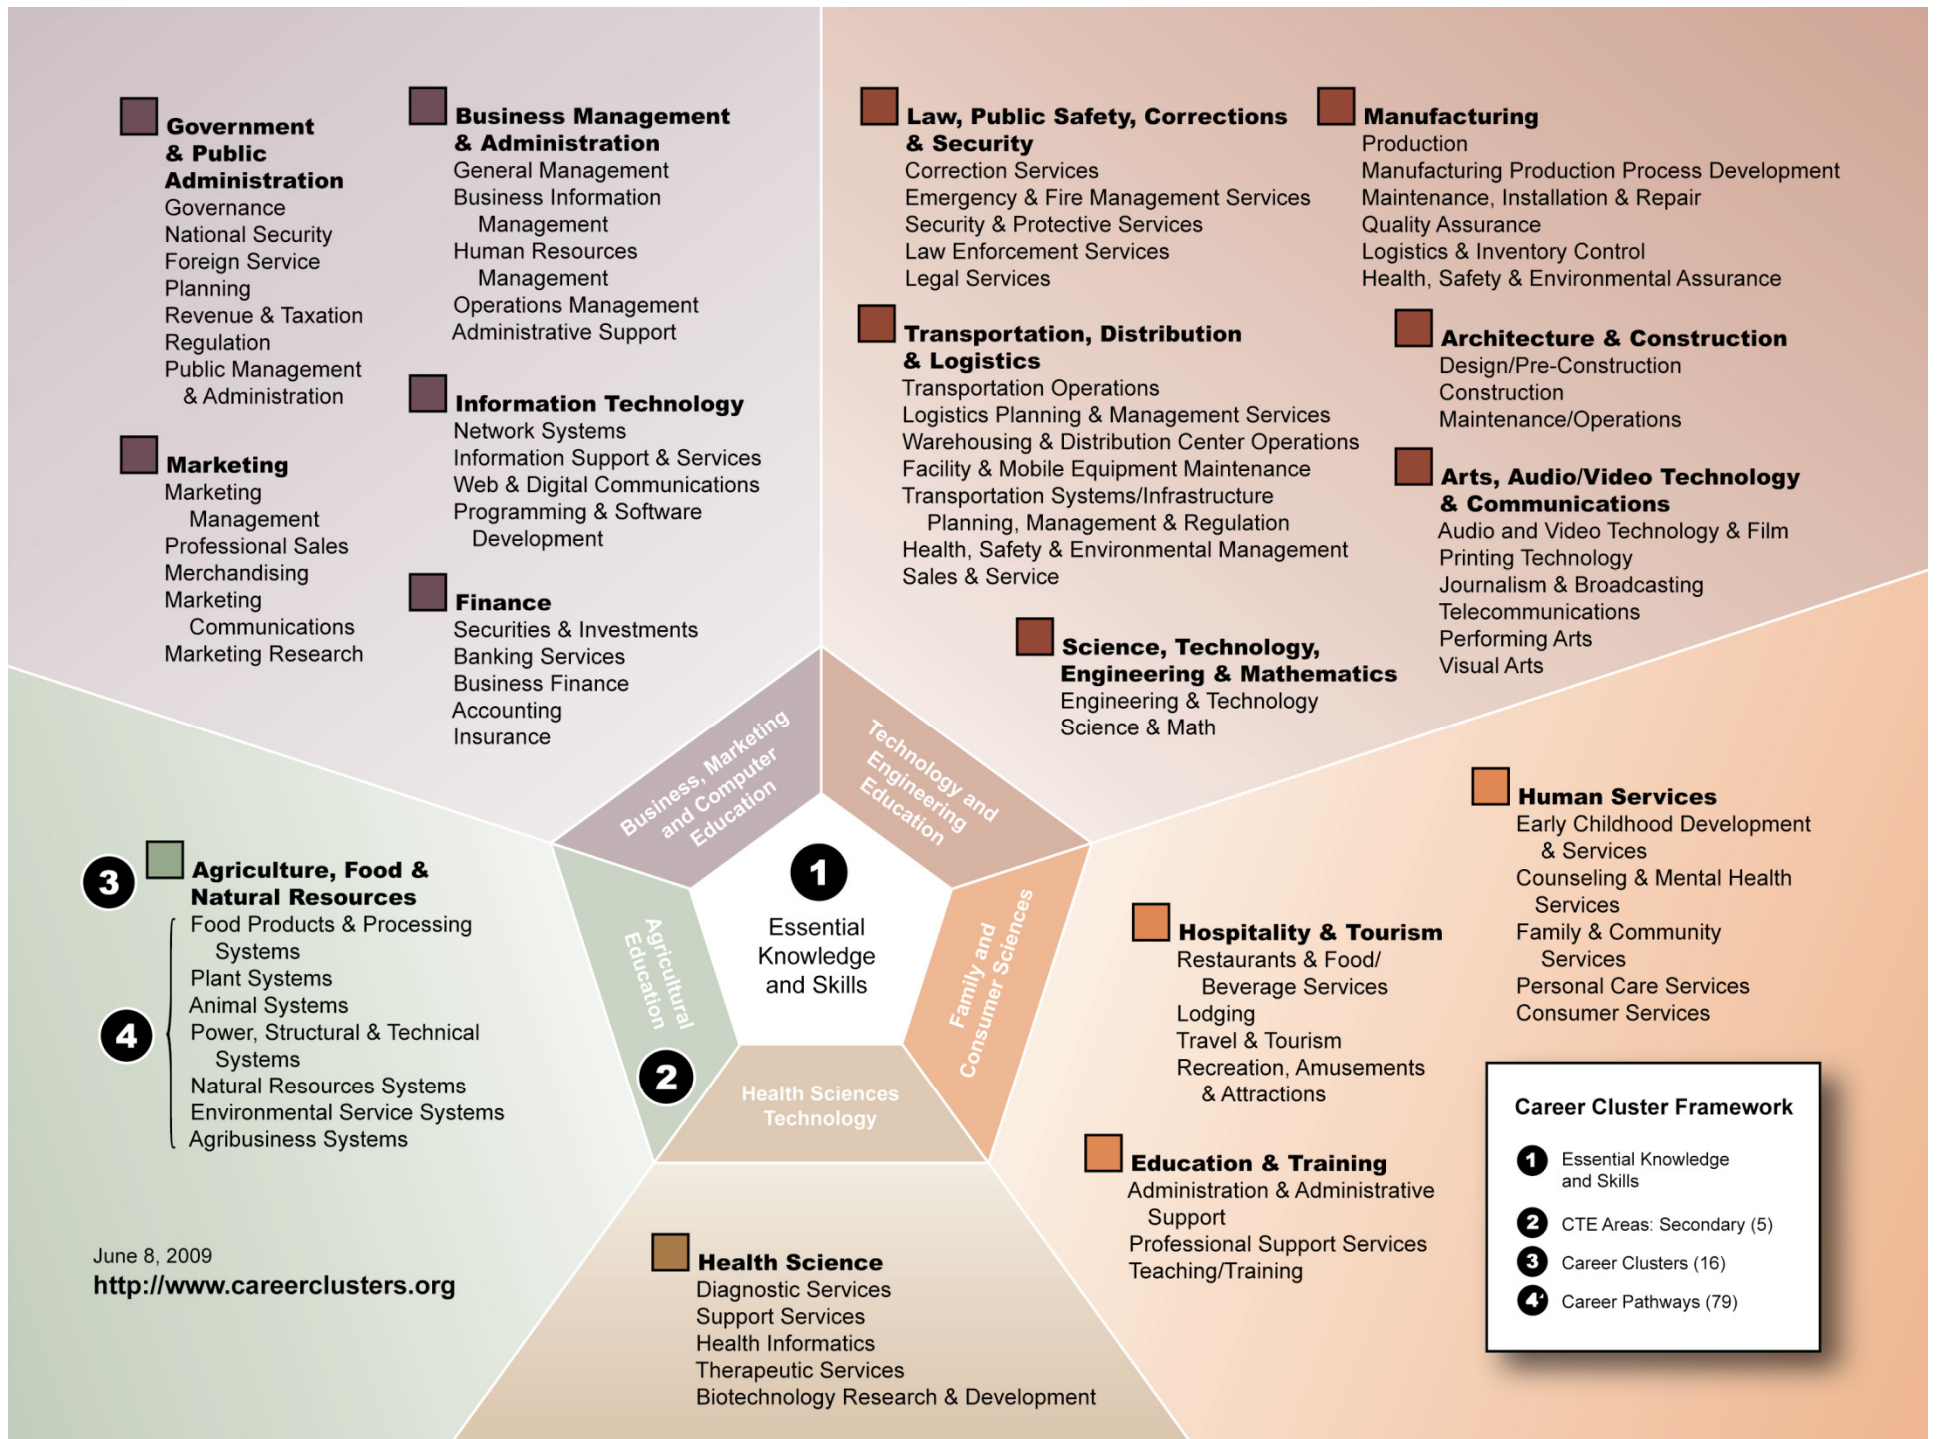 Government
& Public
Administration
Governance
National Security
Foreign Service
Planning
Revenue & Taxation
Regulation
Public Management
& Administration
Marketing
Marketing
Management
Professional Sales
Merchandising
Marketing
Communications
Marketing Research
Business Management
& Administration
General Management
Business Information
Management
Human Resources
Management
Operations Management
Administrative Support
Information Technology
Network Systems
Information Support & Services
Web & Digital Communications
Programming & Software
Development
Finance
Securities & Investments
Banking Services
Business Finance
Accounting
Insurance
Law, Public Safety, Corrections
& Security
Correction Services
Emergency & Fire Management Services
Security & Protective Services
Law Enforcement Services
Legal Services
Transportation, Distribution
& Logistics
Transportation Operations
Logistics Planning & Management Services
Warehousing & Distribution Center Operations
Facility & Mobile Equipment Maintenance
Transportation Systems/Infrastructure
Planning, Management & Regulation
Health, Safety & Environmental Management
Sales & Service
Science, Technology,
Engineering & Mathematics
Engineering & Technology
Science & Math
Manufacturing
Production
Manufacturing Production Process Development
Maintenance, Installation & Repair
Quality Assurance
Logistics & Inventory Control
Health, Safety & Environmental Assurance
Architecture & Construction
Design/Pre-Construction
Construction
Maintenance/Operations
Arts, Audio/Video Technology
& Communications
Audio and Video Technology & Film
Printing Technology
Journalism & Broadcasting
Telecommunications
Performing Arts
Visual Arts
Business, Marketing
and Computer
Education
Technology and
Engineering
Education
1
Essential
Knowledge
and Skills
Agricultural
Education
2
Family and
Consumer Sciences
Health Sciences
Technology
3
Agriculture, Food &
Natural Resources
4
Food Products & Processing
Systems
Plant Systems
Animal Systems
Power, Structural & Technical
Systems
Natural Resources Systems
Environmental Service Systems
Agribusiness Systems
Human Services
Early Childhood Development
& Services
Counseling & Mental Health
Services
Family & Community
Services
Personal Care Services
Consumer Services
Hospitality & Tourism
Restaurants & Food/
Beverage Services
Lodging
Travel & Tourism
Recreation, Amusements
& Attractions
Education & Training
Administration & Administrative
Support
Professional Support Services
Teaching/Training
Health Science
Diagnostic Services
Support Services
Health Informatics
Therapeutic Services
Biotechnology Research & Development
June 8, 2009
http://www.careerclusters.org
Career Cluster Framework
1 Essential Knowledge
and Skills
2 CTE Areas: Secondary (5)
3 Career Clusters (16)
4 Career Pathways (79)